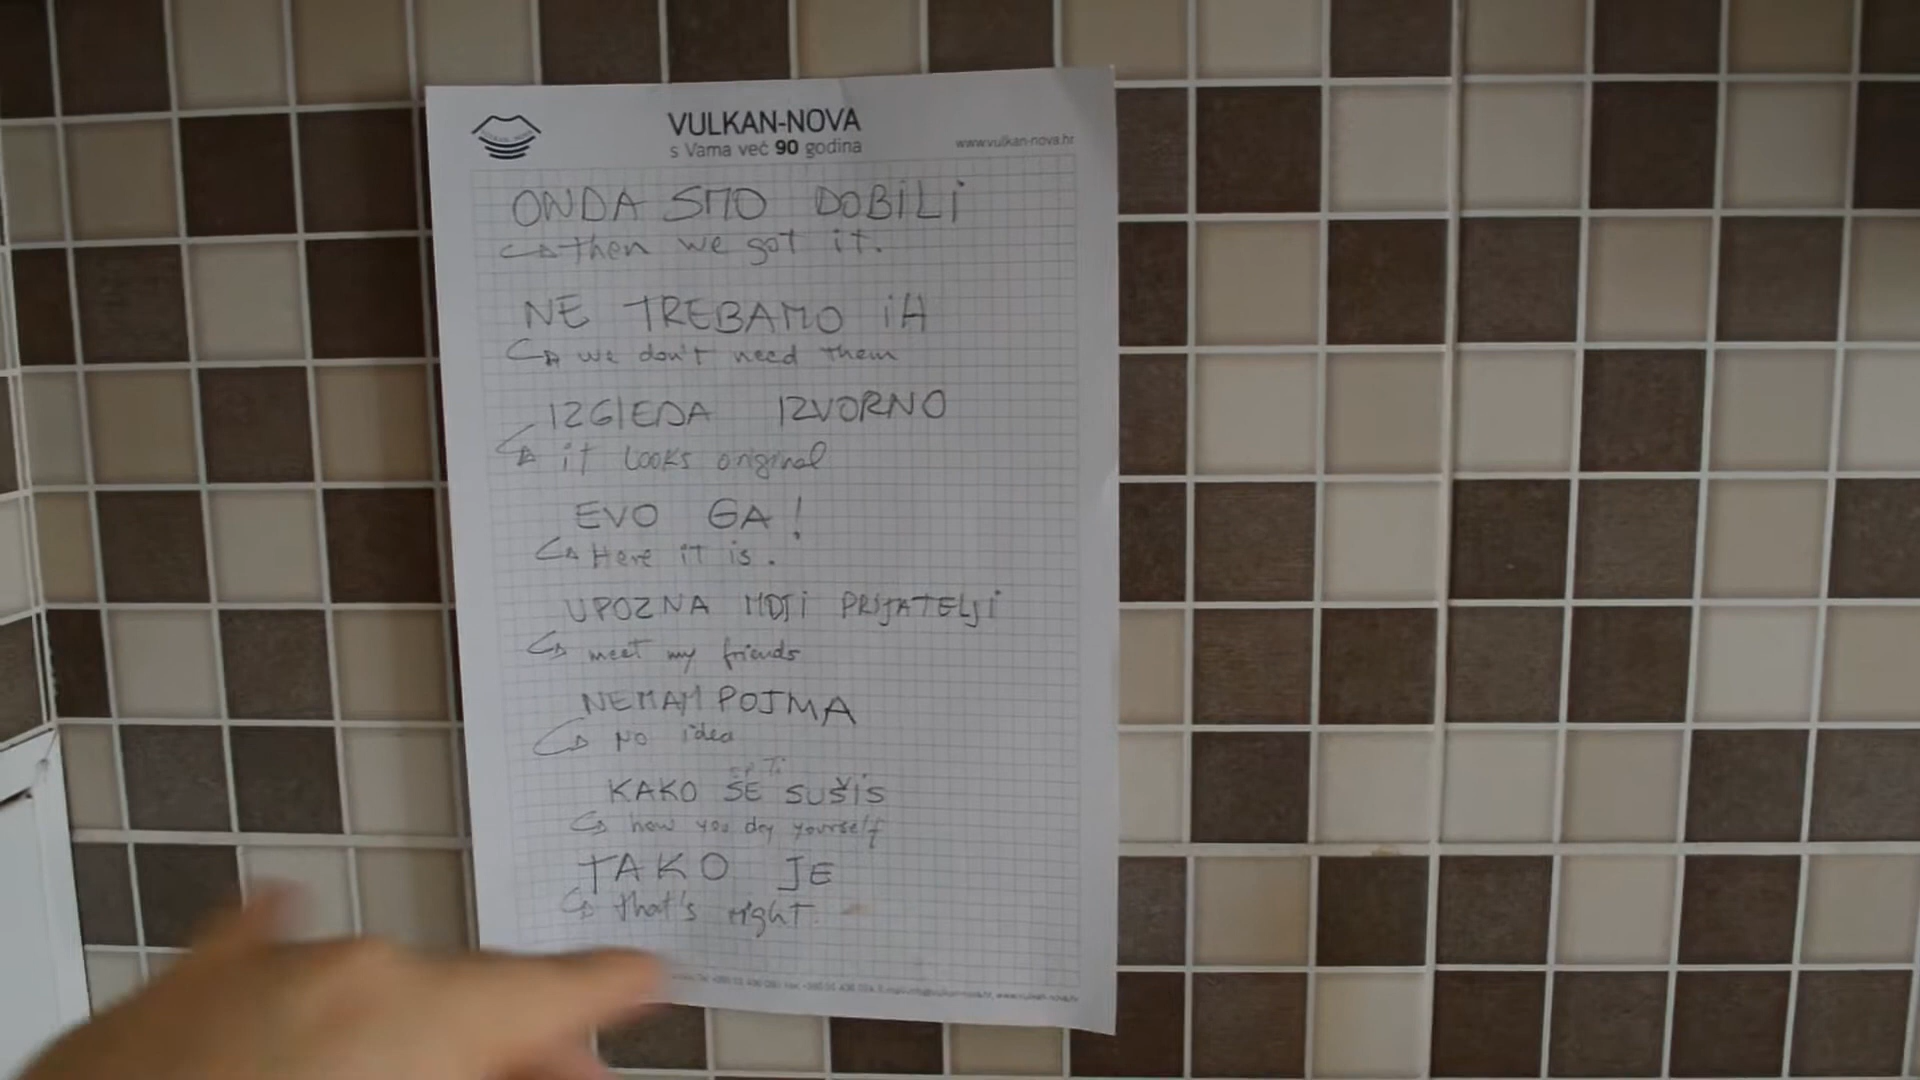 VULKAN-NOVA
s Vama već 90 godina
www.vulkan-nova.hr
ONDA SMO DOBILI
then we got it.
NE TREBAMO IH
we don't need them
IZGlEDA IZVORNO
it looks original
EVO GA!
Here it is.
UPOZNA MOJI PRIJATELJI
meet my friends
NEMAM POJMA
No idea
KAKO SE SUŠIS
how you dry yourself
TAKO JE
that's right